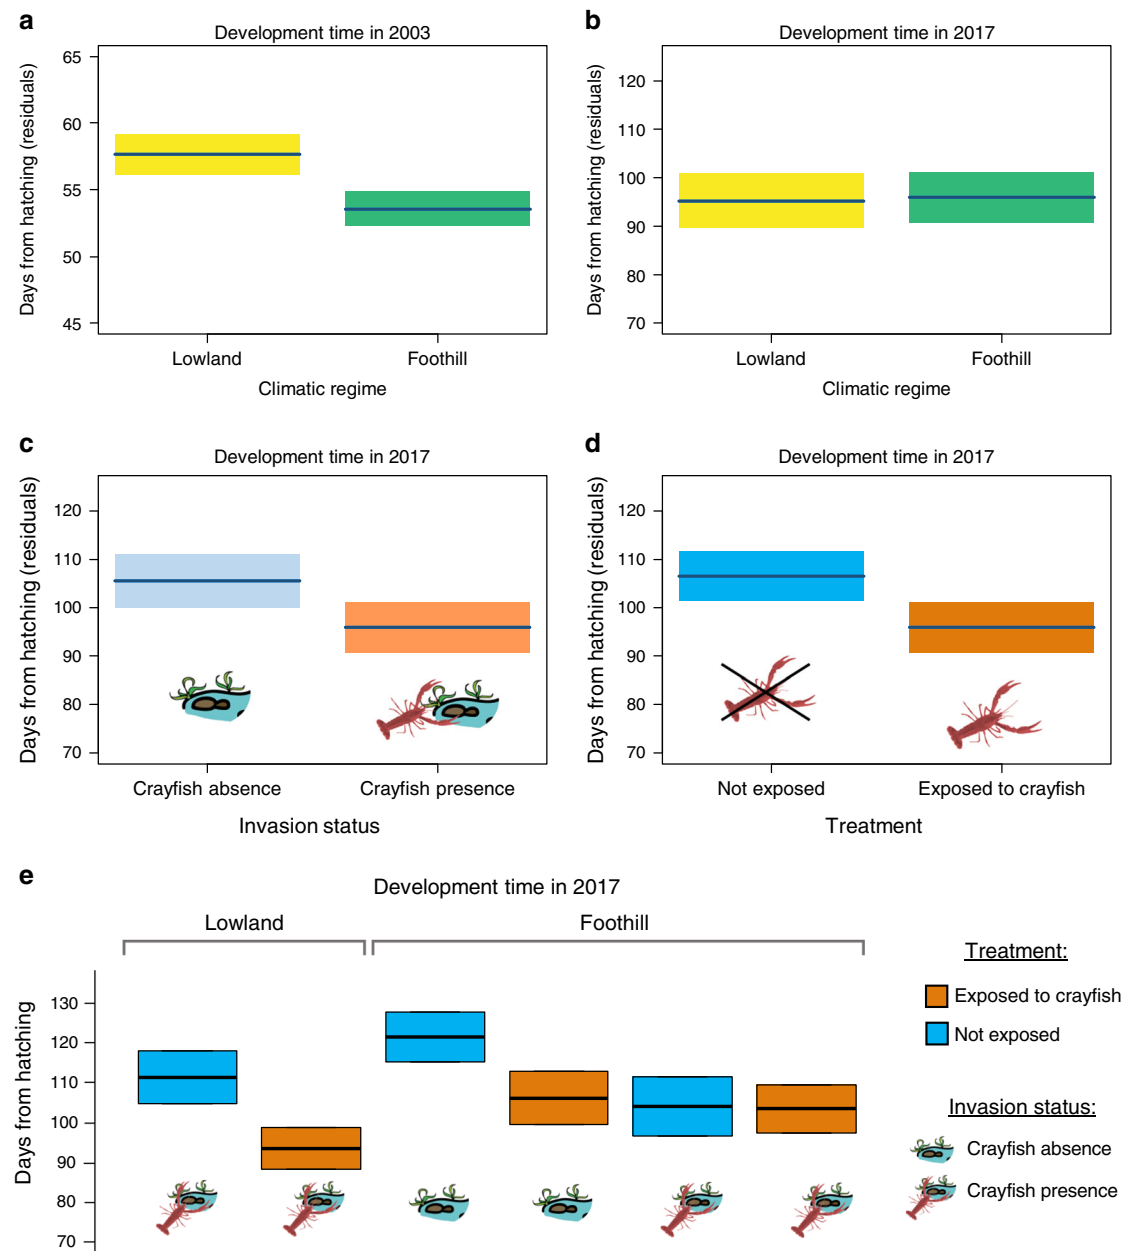 a
Development time in 2003
Days from hatching (residuals)
65
60
55
50
45
Lowland
Foothill
Climatic regime
b
Development time in 2017
Days from hatching (residuals)
120
110
100
90
80
70
Lowland
Foothill
Climatic regime
c
Development time in 2017
Days from hatching (residuals)
120
110
100
90
80
70
Crayfish absence
Crayfish presence
Invasion status
d
Development time in 2017
Days from hatching (residuals)
120
110
100
90
80
70
Not exposed
Exposed to crayfish
Treatment
e
Development time in 2017
Lowland
Foothill
Days from hatching
130
120
110
100
90
80
70
Treatment:
Exposed to crayfish
Not exposed
Invasion status:
Crayfish absence
Crayfish presence